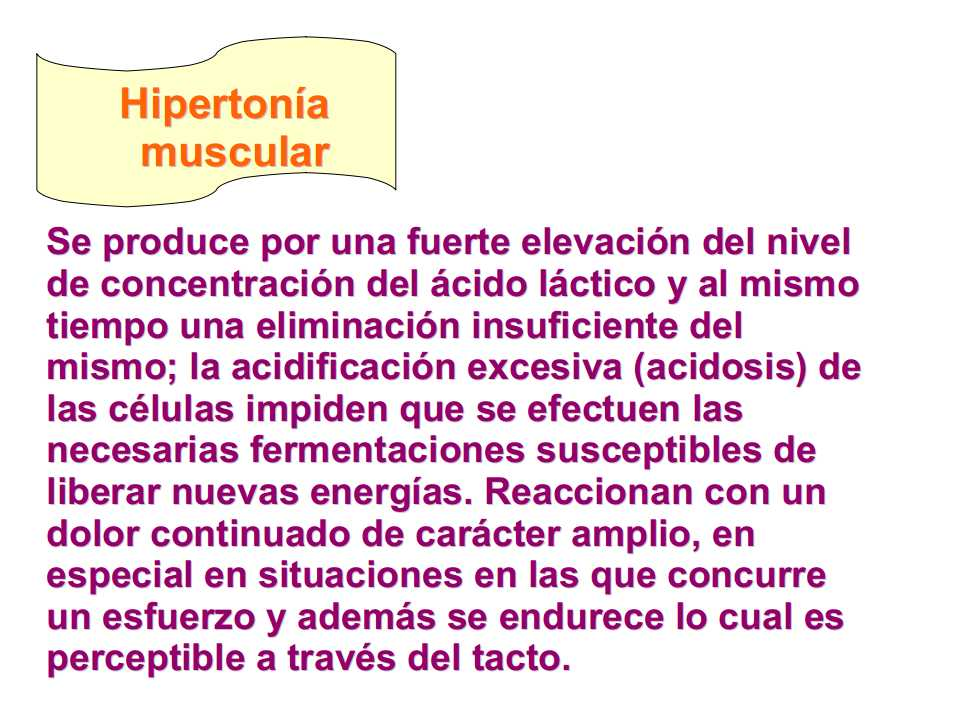 Hipertonía
muscular
Se produce por una fuerte elevación del nivel
de concentración del ácido láctico y al mismo
tiempo una eliminación insuficiente del
mismo; la acidificación excesiva (acidosis) de
las células impiden que se efectuen las
necesarias fermentaciones susceptibles de
liberar nuevas energías. Reaccionan con un
dolor continuado de carácter amplio, en
especial en situaciones en las que concurre
un esfuerzo y además se endurece lo cual es
perceptible a través del tacto.